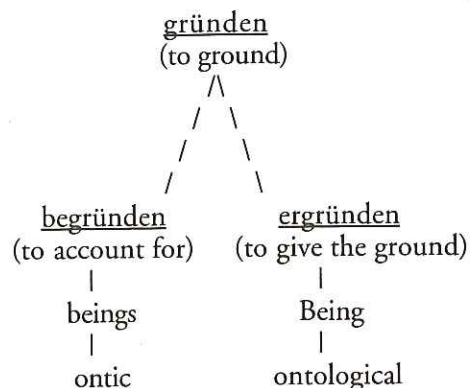 gründen
(to ground)
begründen ergründen
(to account for) (to give the ground)
beings Being
ontic ontological